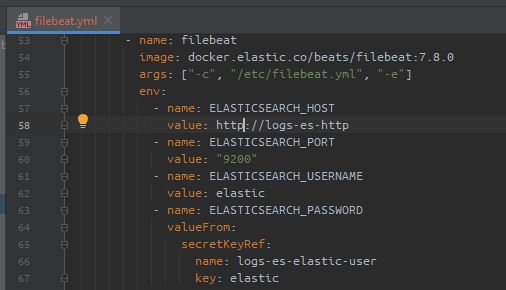 filebeat.yml
53 - name: filebeat
54 image: docker.elastic.co/beats/filebeat:7.8.0
55 args: ["-c", "/etc/filebeat.yml", "-e"]
56 env:
57 - name: ELASTICSEARCH_HOST
58 value: http://logs-es-http
59 - name: ELASTICSEARCH_PORT
60 value: "9200"
61 - name: ELASTICSEARCH_USERNAME
62 value: elastic
63 - name: ELASTICSEARCH_PASSWORD
64 valueFrom:
65 secretKeyRef:
66 name: logs-es-elastic-user
67 key: elastic